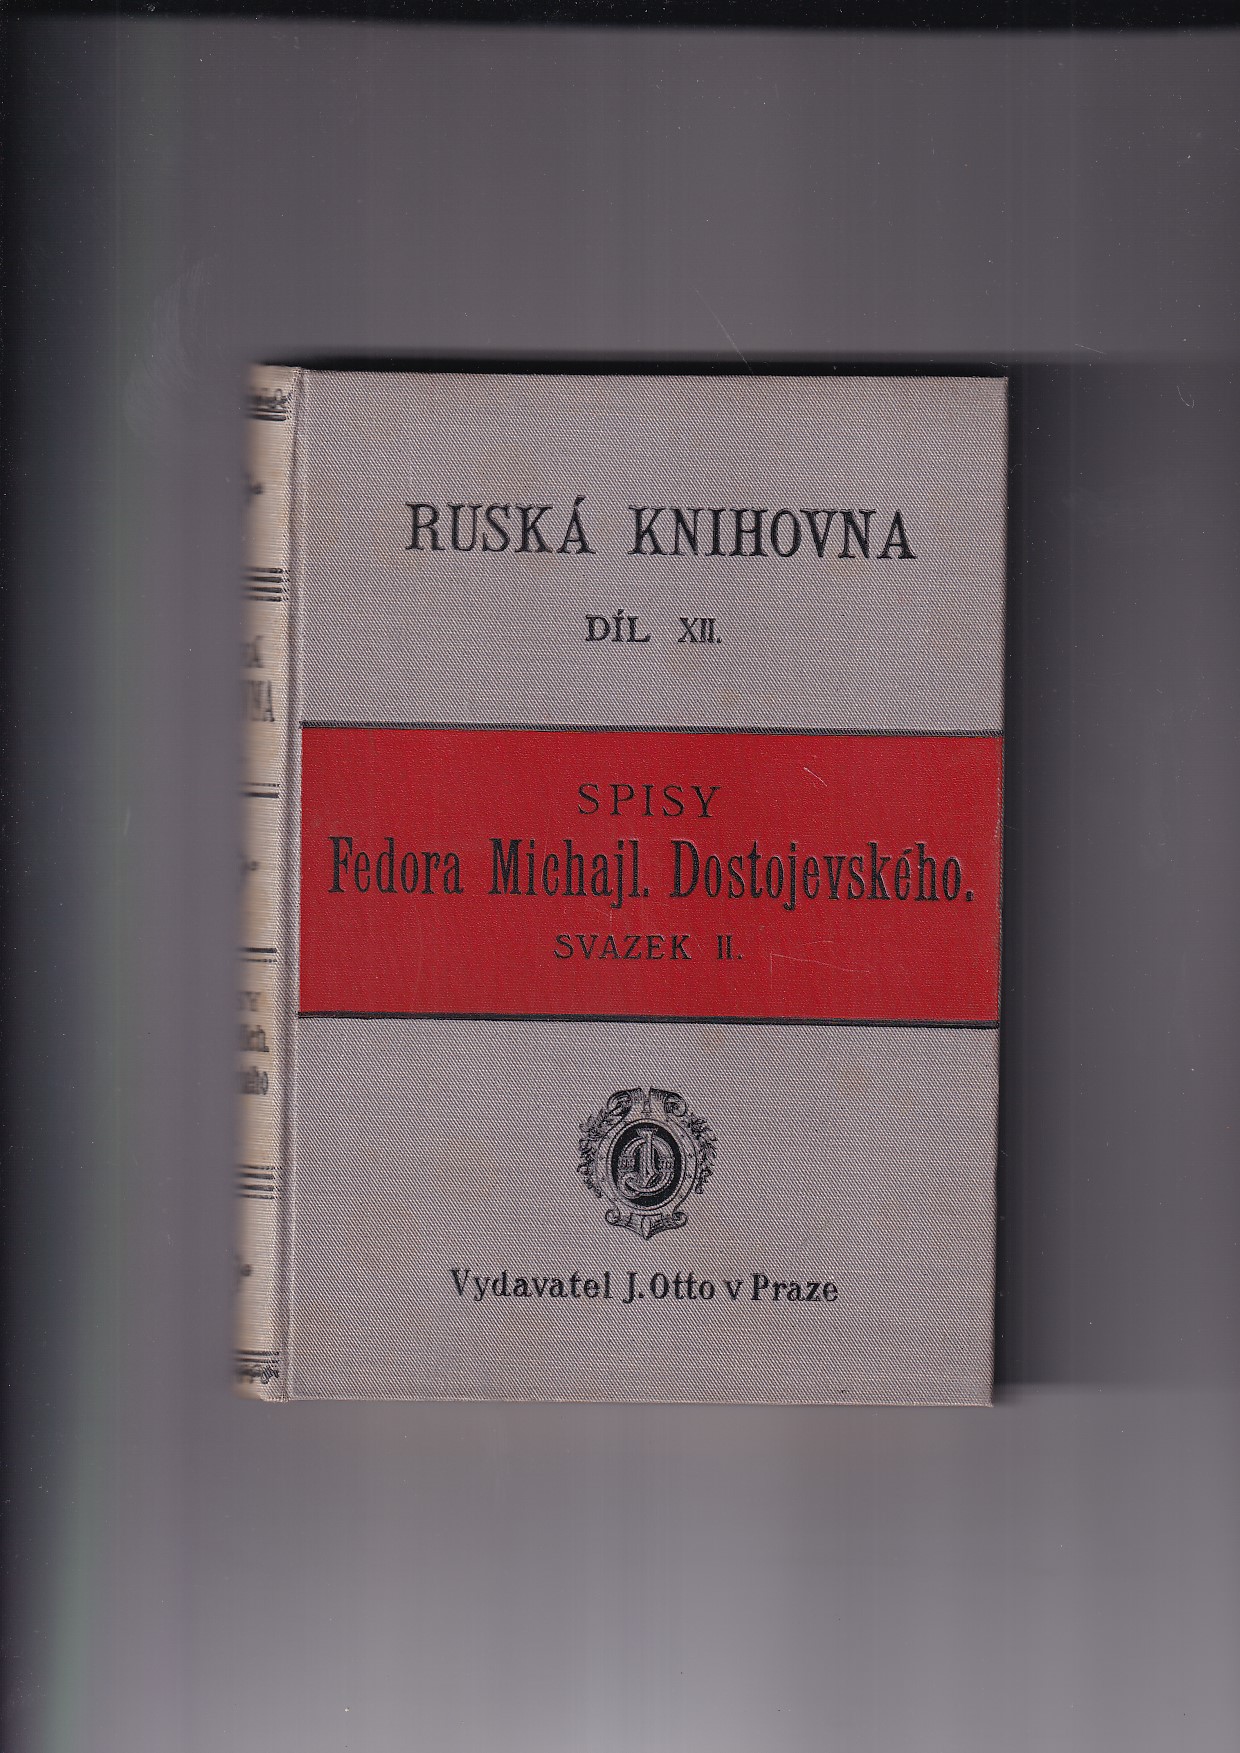 RUSKÁ KNIHOVNA
DÍL XII.
SPISY
Fedora Michajl. Dostojevského.
SVAZEK II.
Vydavatel J. Otto v Praze